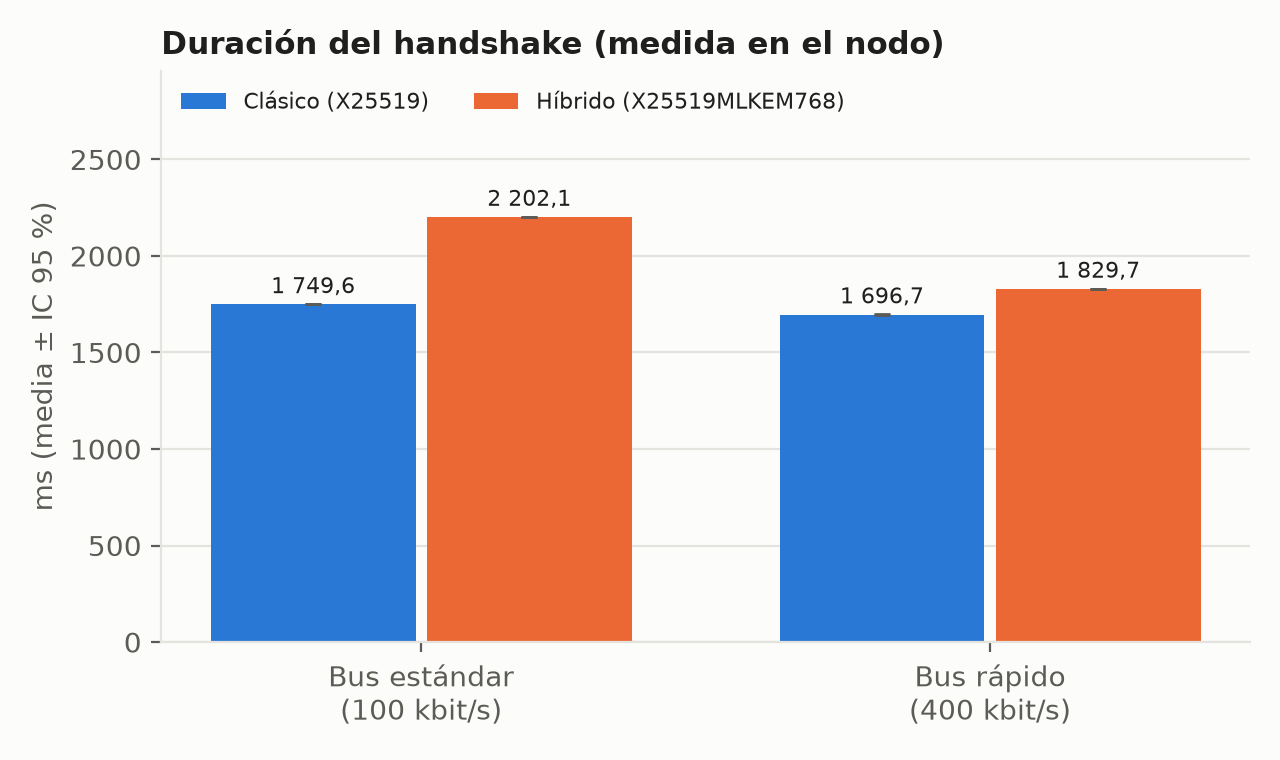 Duración del handshake (medida en el nodo)
Clásico (X25519)
Híbrido (X25519MLKEM768)
ms (media ± IC 95 %)
2500
2000
1500
1000
500
0
1 749,6
2 202,1
1 696,7
1 829,7
Bus estándar
(100 kbit/s)
Bus rápido
(400 kbit/s)